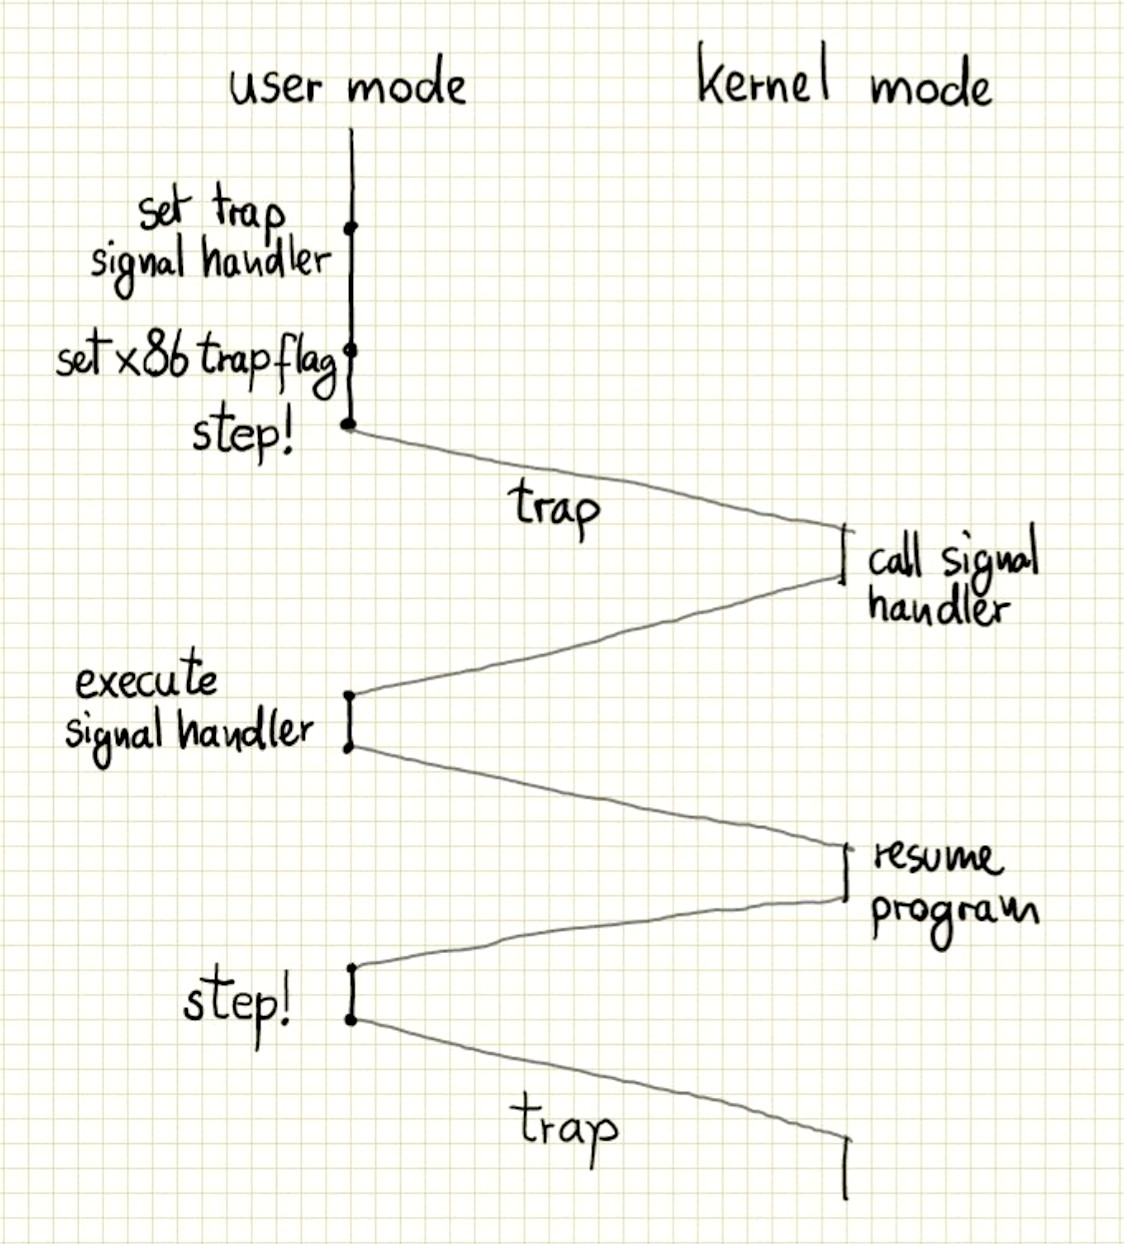 user mode
kernel mode
set trap
signal handler
set x86 trap flag
step!
trap
call signal
handler
execute
signal handler
resume
program
step!
trap